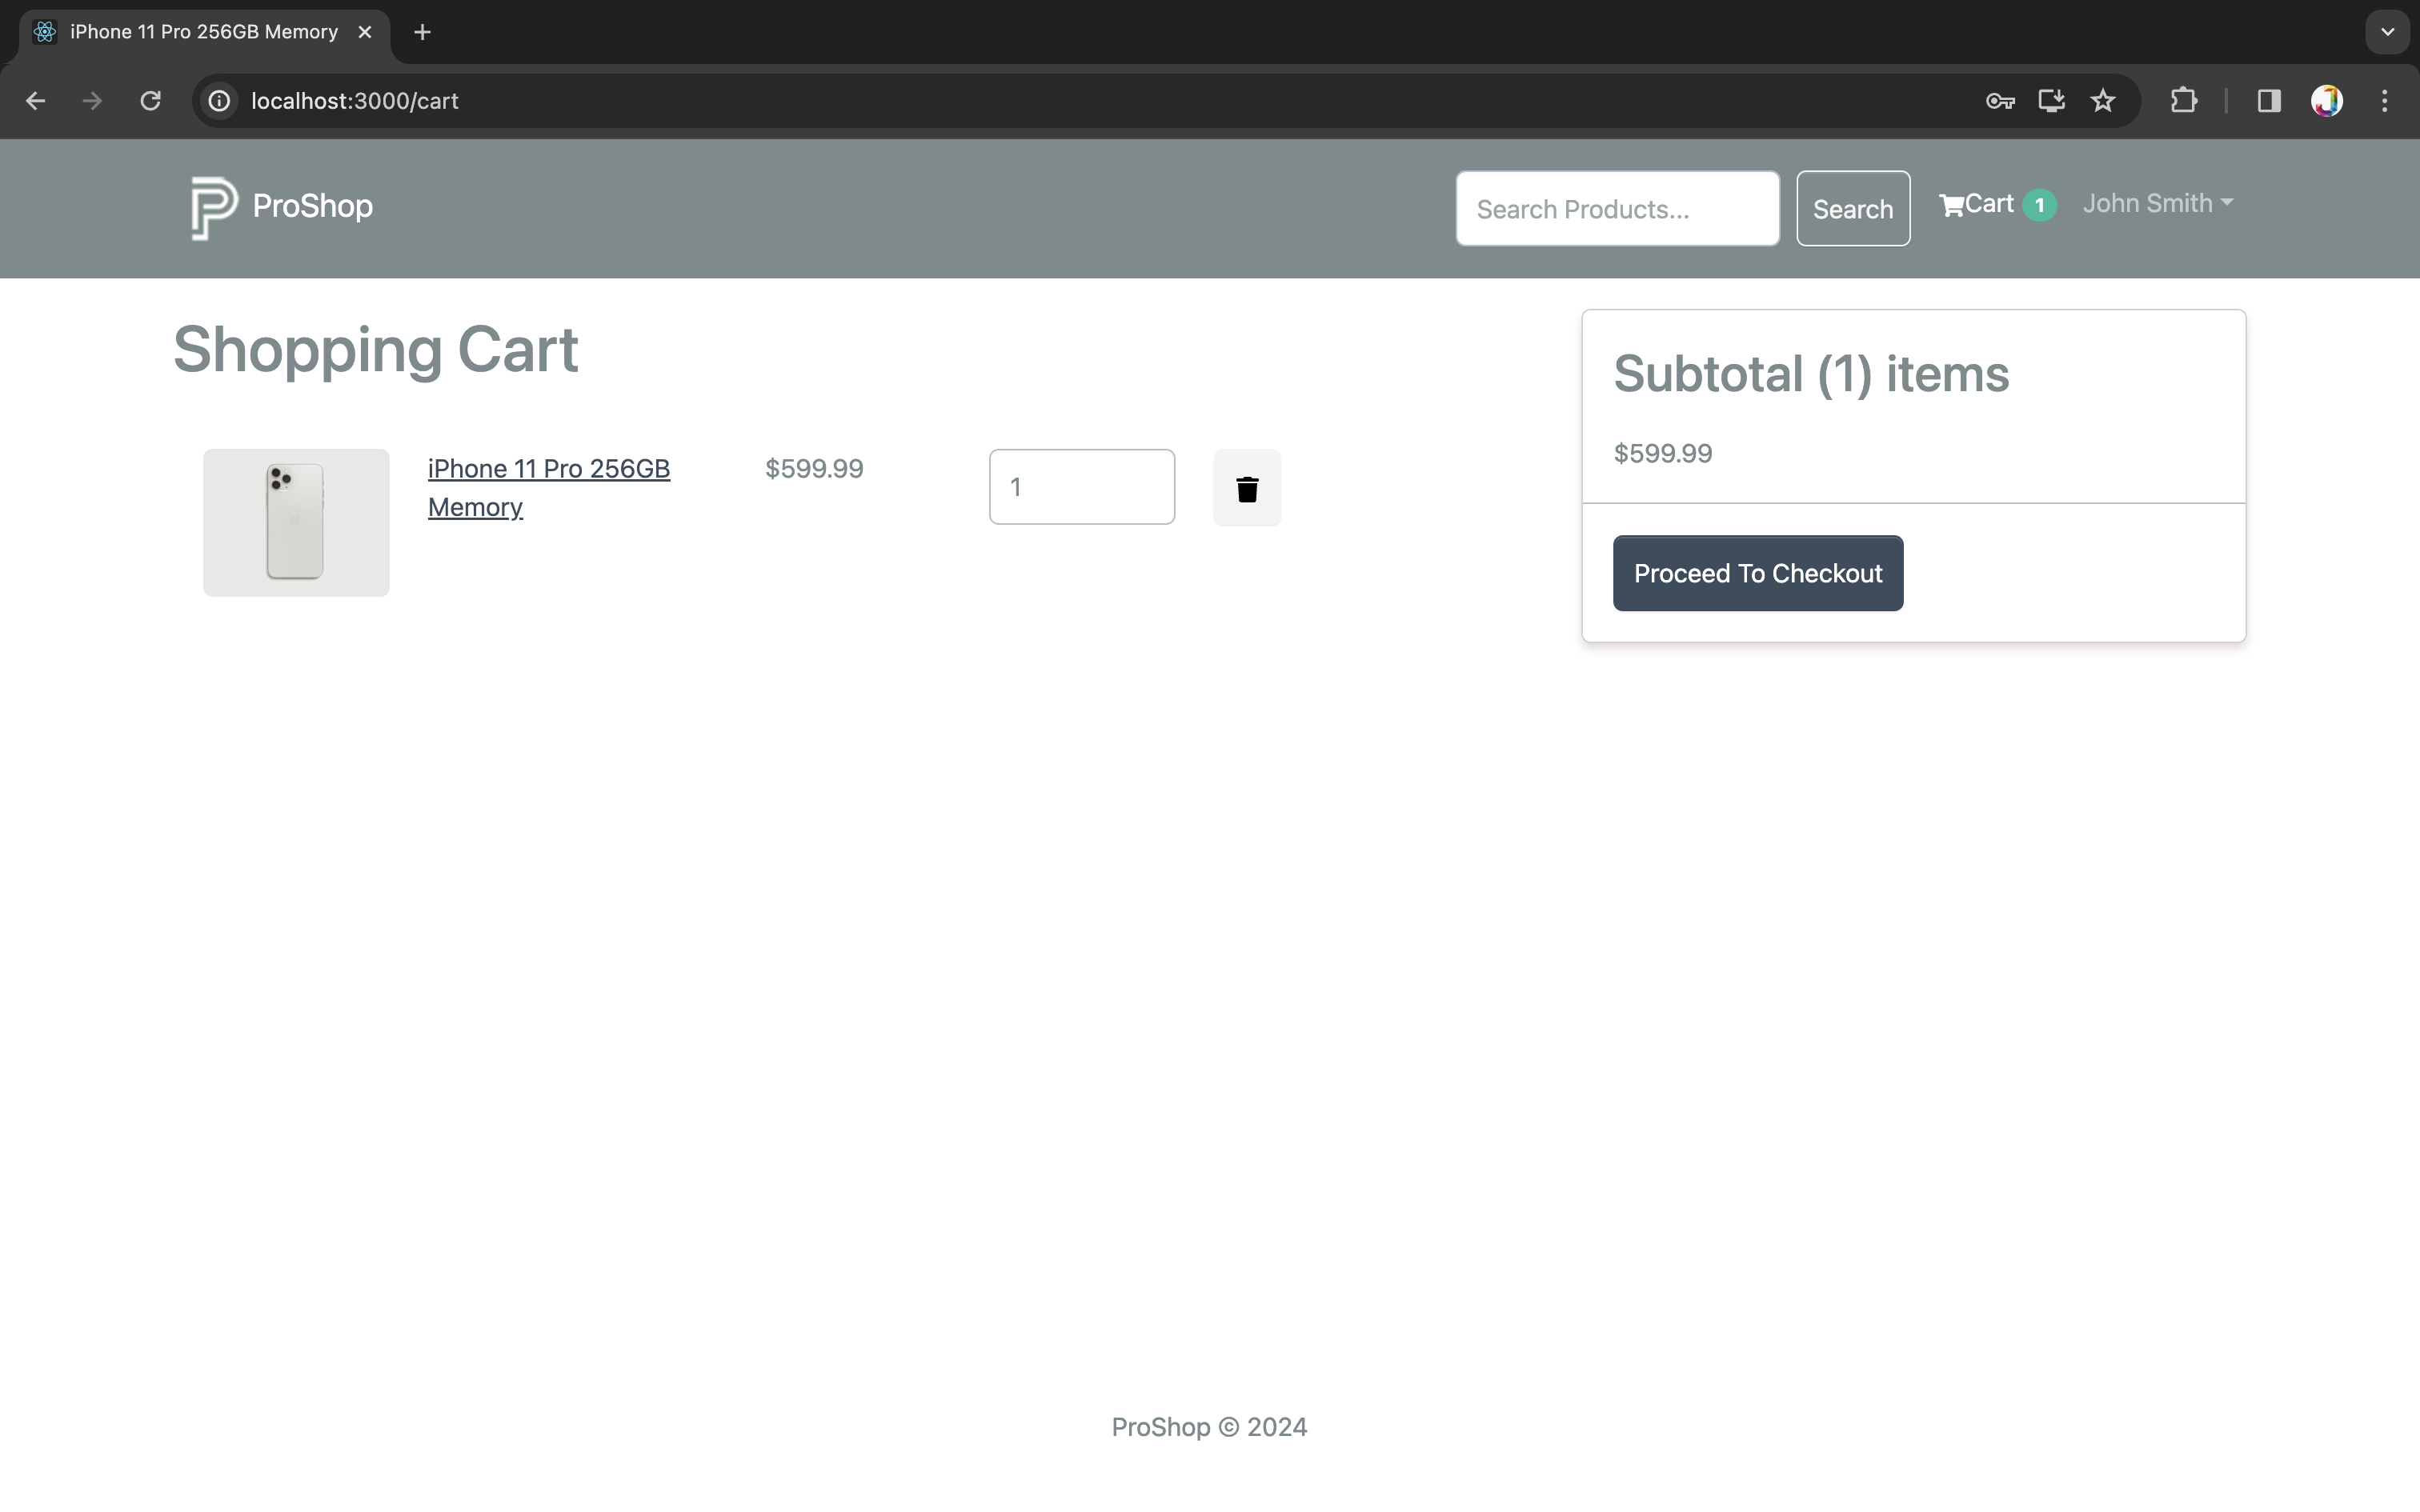 iPhone 11 Pro 256GB Memory
localhost:3000/cart
ProShop
Search Products...
Search
Cart 1
John Smith
Shopping Cart
iPhone 11 Pro 256GB
Memory
$599.99
1
Subtotal (1) items
$599.99
Proceed To Checkout
ProShop © 2024